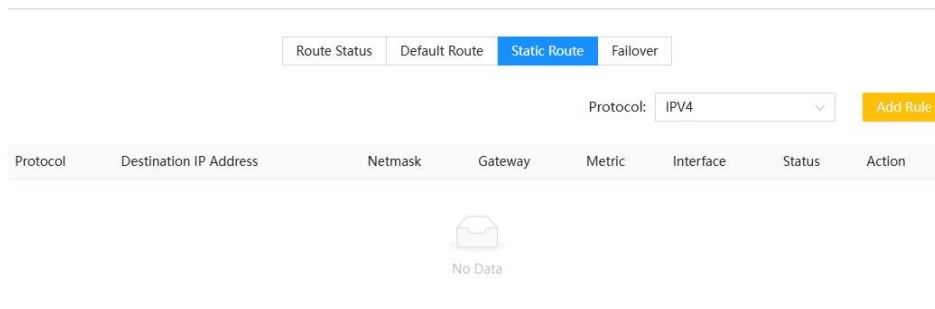 Route Status Default Route Static Route Failover
Protocol: IPV4 Add Rule
Protocol Destination IP Address Netmask Gateway Metric Interface Status Action
No Data